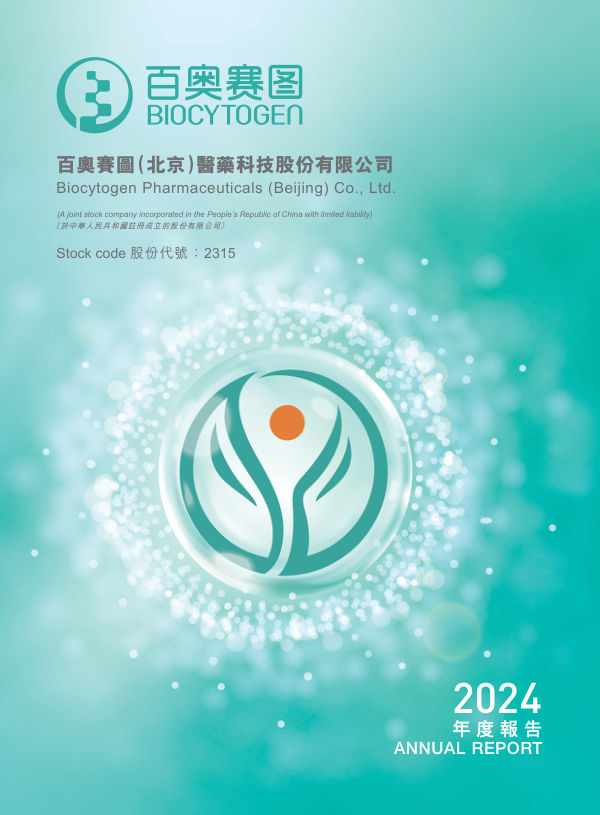 百奥赛图
BIOCYTOGEN
百奧賽圖(北京)醫藥科技股份有限公司
Biocytogen Pharmaceuticals (Beijing) Co., Ltd.
(A joint stock company incorporated in the People's Republic of China with limited liability)
(於中華人民共和國註冊成立的股份有限公司)
Stock code 股份代號：2315
2024
年度報告
ANNUAL REPORT